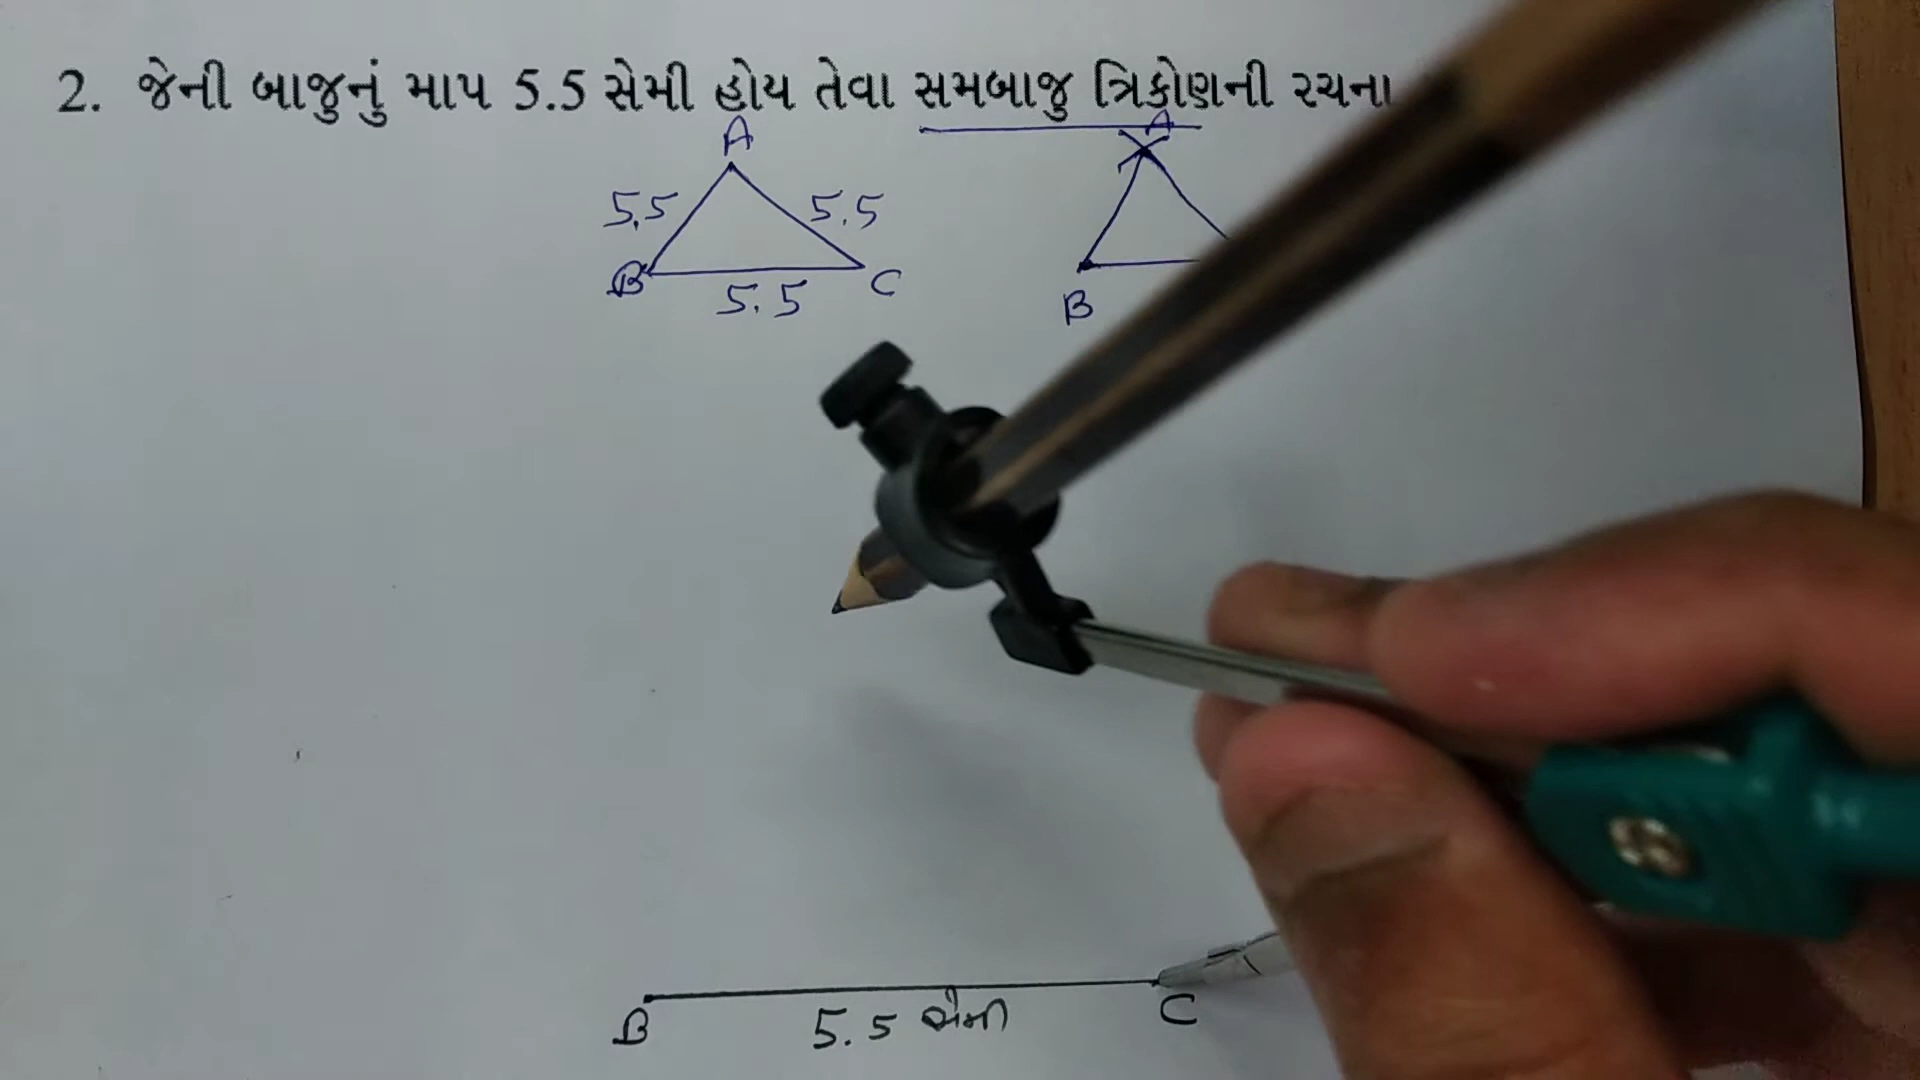 2. જેની બાજુનું માપ 5.5 સેમી હોય તેવા સમબાજુ ત્રિકોણની રચના
A A
5.5 5.5
B 5.5 C B
B 5.5 સેમી C